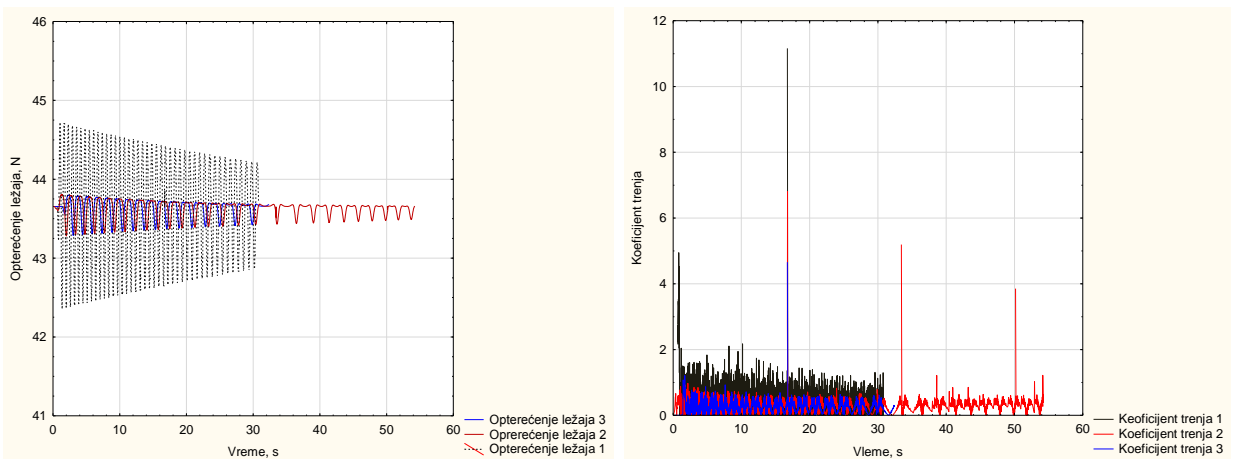 46
45
44
43
42
41
Opterećenje ležaja, N
0 10 20 30 40 50 60
Vreme, s
Opterećenje ležaja 3
Oprerećenje ležaja 2
Opterećenje ležaja 1
12
10
8
6
4
2
0
Koeficijent trenja
0 10 20 30 40 50 60
Vleme, s
Keoficijent trenja 1
Koeficijent trenja 2
Koeficijent trenja 3